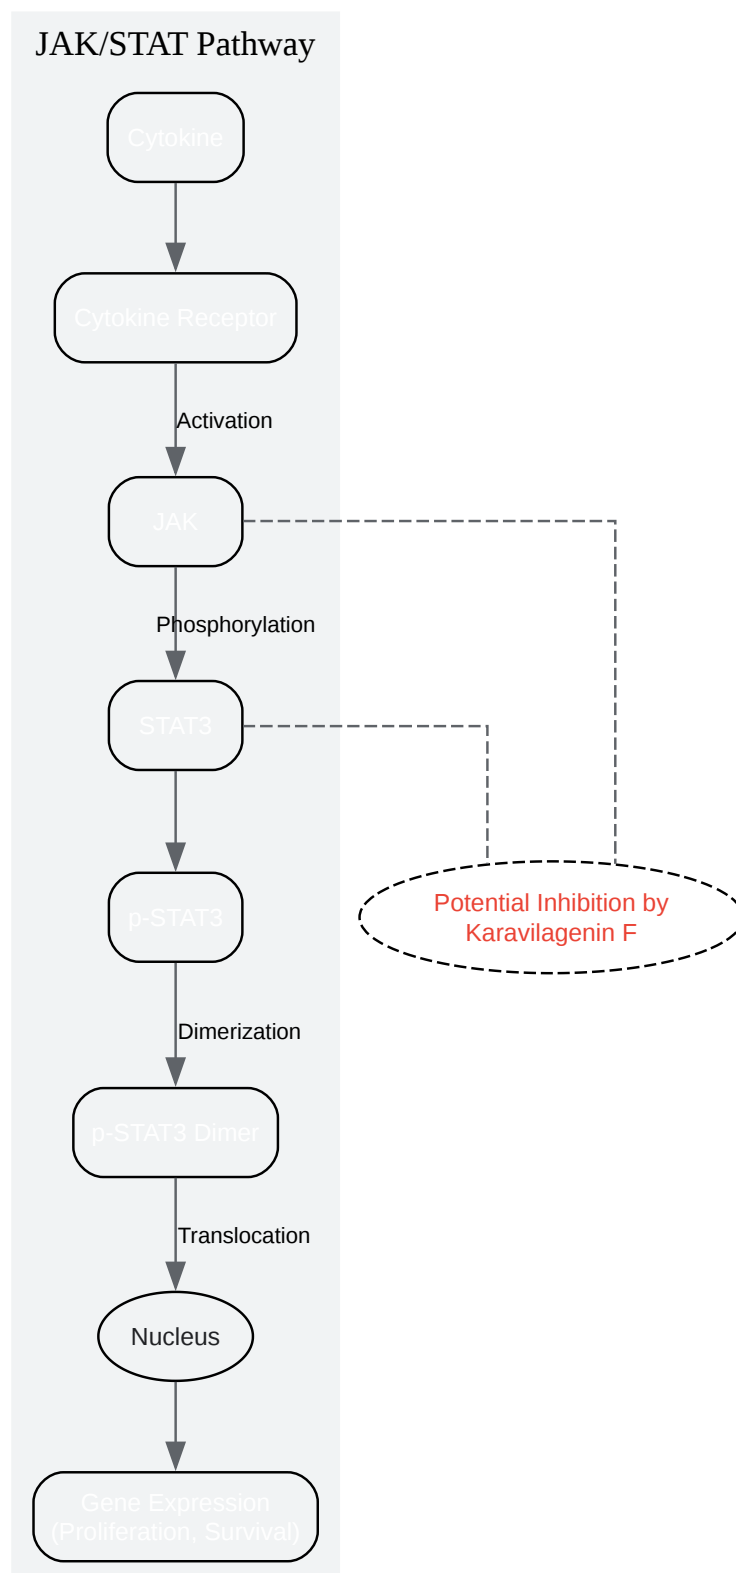 JAK/STAT Pathway
Cytokine
Cytokine Receptor
Activation
JAK
Phosphorylation
STAT3
p-STAT3
Potential Inhibition by
Karavilagenin F
Dimerization
p-STAT3 Dimer
Translocation
Nucleus
Gene Expression
(Proliferation, Survival)